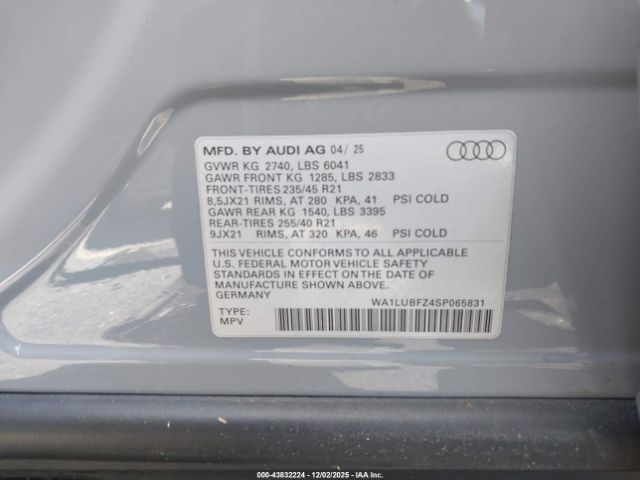 MFD. BY AUDI AG 04/ 25
GVWR KG 2740, LBS 6041
GAWR FRONT KG 1285, LBS 2833
FRONT-TIRES 235/45 R21
8,5JX21 RIMS, AT 280 KPA, 41 PSI COLD
GAWR REAR KG 1540, LBS 3395
REAR-TIRES 255/40 R21
9JX21 RIMS, AT 320 KPA, 46 PSI COLD
THIS VEHICLE CONFORMS TO ALL APPLICABLE
U.S. FEDERAL MOTOR VEHICLE SAFETY
STANDARDS IN EFFECT ON THE DATE OF
MANUFACTURE SHOWN ABOVE.
GERMANY
WA1LUBFZ4SP065831
TYPE:
MPV
000-43832224 12/02/2025 IAAI.COM